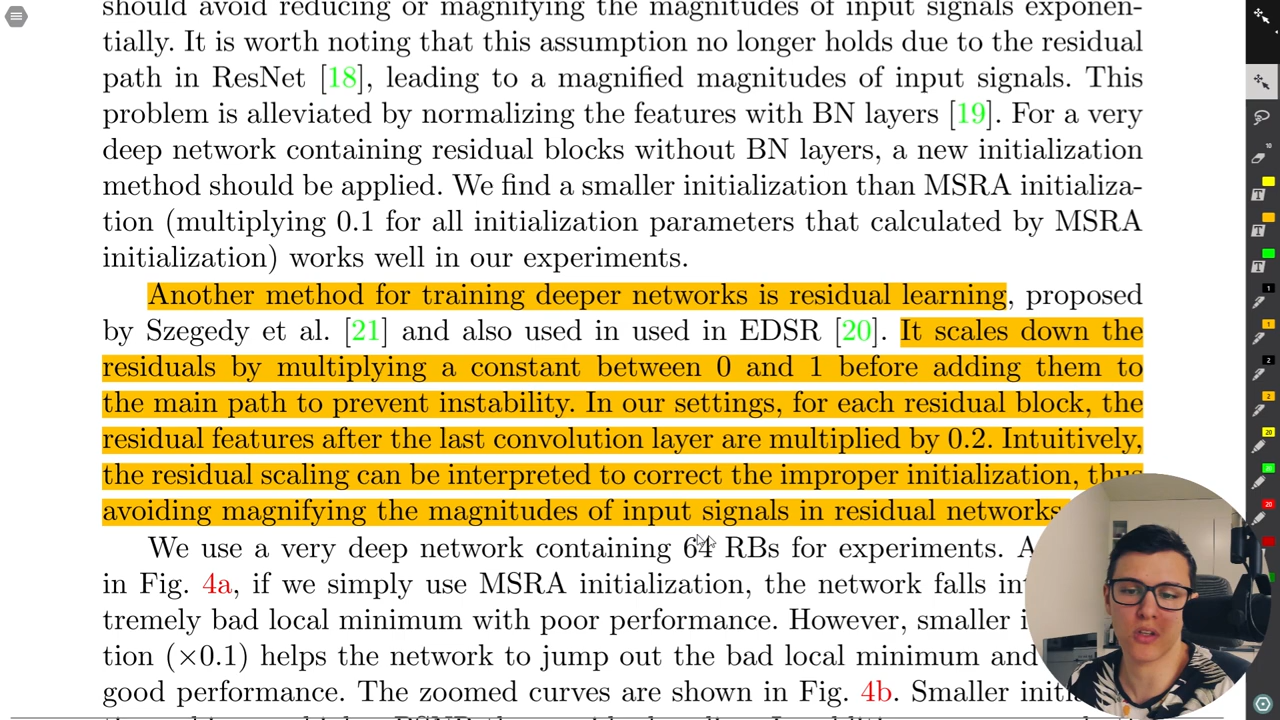 should avoid reducing or magnifying the magnitudes of input signals exponen-
tially. It is worth noting that this assumption no longer holds due to the residual
path in ResNet [18], leading to a magnified magnitudes of input signals. This
problem is alleviated by normalizing the features with BN layers [19]. For a very
deep network containing residual blocks without BN layers, a new initialization
method should be applied. We find a smaller initialization than MSRA initializa-
tion (multiplying 0.1 for all initialization parameters that calculated by MSRA
initialization) works well in our experiments.
Another method for training deeper networks is residual learning, proposed
by Szegedy et al. [21] and also used in used in EDSR [20]. It scales down the
residuals by multiplying a constant between 0 and 1 before adding them to
the main path to prevent instability. In our settings, for each residual block, the
residual features after the last convolution layer are multiplied by 0.2. Intuitively,
the residual scaling can be interpreted to correct the improper initialization, thus
avoiding magnifying the magnitudes of input signals in residual networks
We use a very deep network containing 64 RBs for experiments.
in Fig. 4a, if we simply use MSRA initialization, the network falls
tremely bad local minimum with poor performance. However, smaller
tion (×0.1) helps the network to jump out the bad local minimum and
good performance. The zoomed curves are shown in Fig. 4b. Smaller